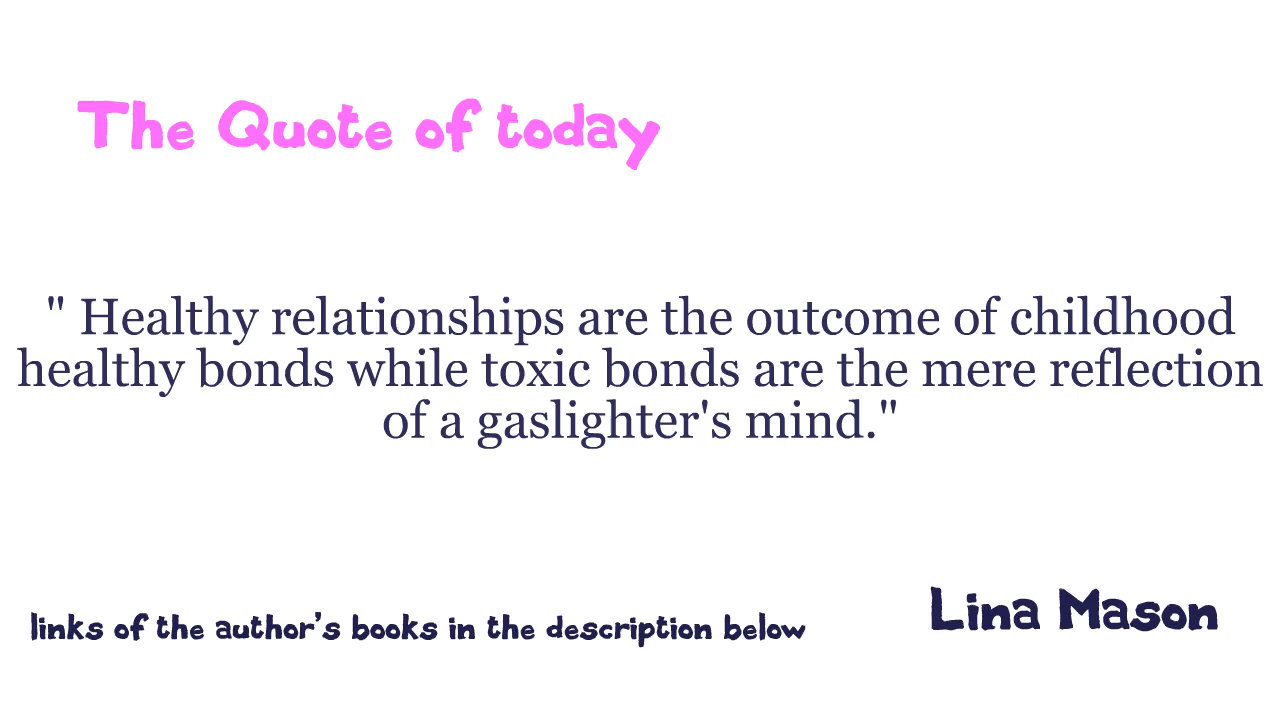 The Quote of today
" Healthy relationships are the outcome of childhood
healthy bonds while toxic bonds are the mere reflection
of a gaslighter's mind."
Lina Mason
links of the author's books in the description below